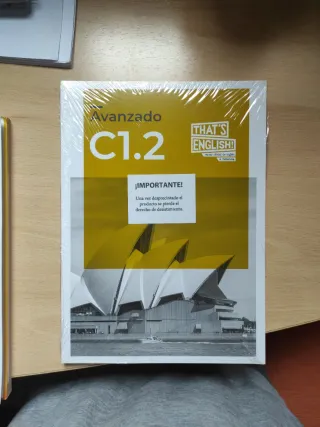 Avanzado
C1.2
THAT'S
ENGLISH!
¡IMPORTANTE!
Una vez desprecintado el
producto se pierde el
derecho de desistimiento.